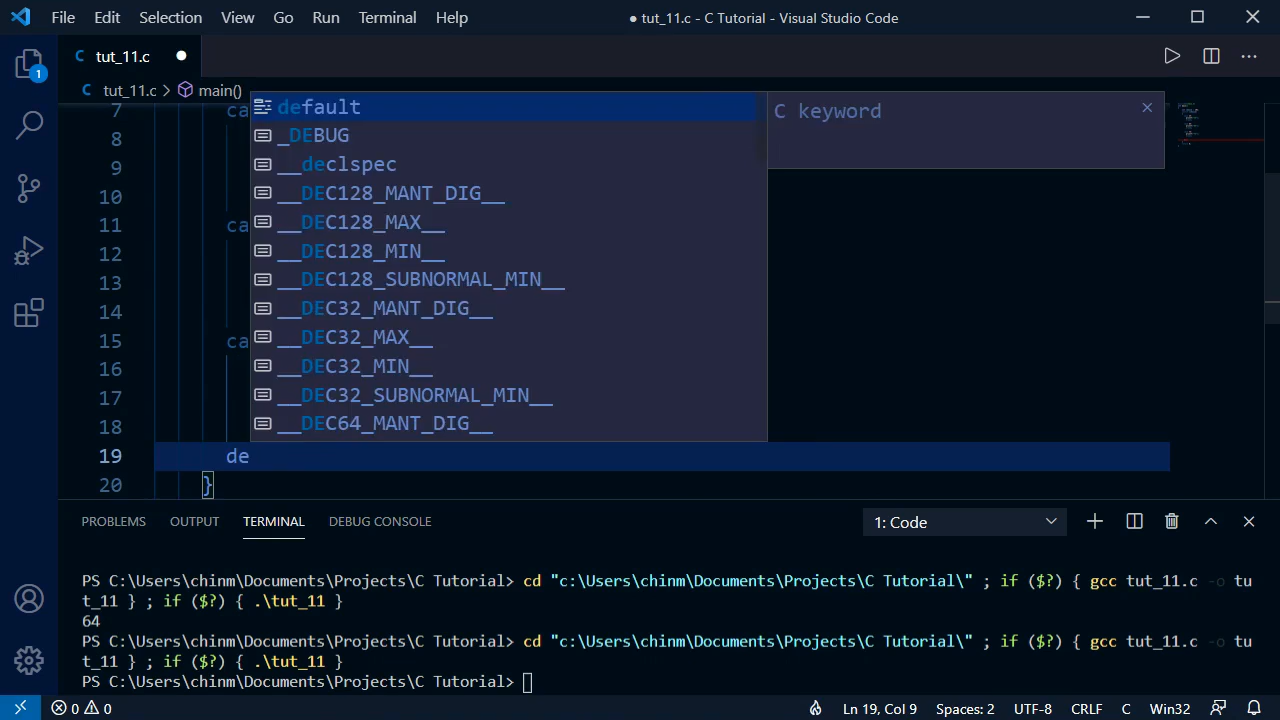 File Edit Selection View Go Run Terminal Help
● tut_11.c - C Tutorial - Visual Studio Code
C tut_11.c ●
C tut_11.c > main()
7 ca
8
9
10
11 ca
12
13
14
15 ca
16
17
18
19 de
20 }
default
_DEBUG
__declspec
__DEC128_MANT_DIG__
__DEC128_MAX__
__DEC128_MIN__
__DEC128_SUBNORMAL_MIN__
__DEC32_MANT_DIG__
__DEC32_MAX__
__DEC32_MIN__
__DEC32_SUBNORMAL_MIN__
__DEC64_MANT_DIG__
C keyword
1
PROBLEMS OUTPUT TERMINAL DEBUG CONSOLE
1: Code
PS C:\Users\chinm\Documents\Projects\C Tutorial> cd "c:\Users\chinm\Documents\Projects\C Tutorial\" ; if ($?) { gcc tut_11.c -o tu
t_11 } ; if ($?) { .\tut_11 }
64
PS C:\Users\chinm\Documents\Projects\C Tutorial> cd "c:\Users\chinm\Documents\Projects\C Tutorial\" ; if ($?) { gcc tut_11.c -o tu
t_11 } ; if ($?) { .\tut_11 }
PS C:\Users\chinm\Documents\Projects\C Tutorial>
0 0 Ln 19, Col 9 Spaces: 2 UTF-8 CRLF C Win32